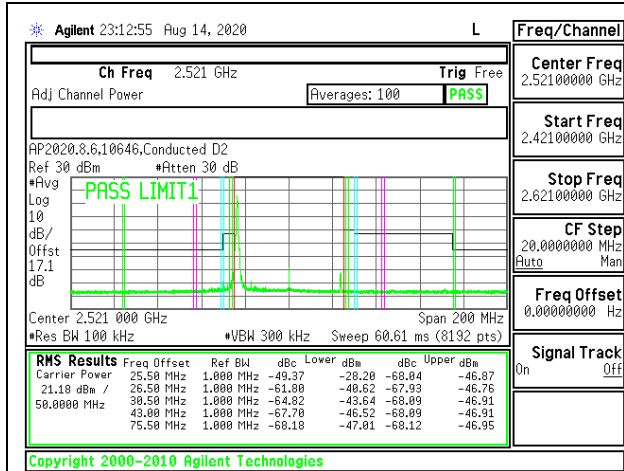 Agilent 23:12:55 Aug 14, 2020 L
Freq/Channel
Ch Freq 2.521 GHz Trig Free
Adj Channel Power Averages: 100 PASS
AP2020.8.6,10646,Conducted D2
Ref 30 dBm #Atten 30 dB
#Avg
Log
10
dB/
Offst
17.1
dB
PASS LIMIT1
Center 2.521 000 GHz Span 200 MHz
#Res BW 100 kHz #VBW 300 kHz Sweep 60.61 ms (8192 pts)
RMS Results Freq Offset Ref BW dBc Lower dBm dBc Upper dBm
Carrier Power 25.50 MHz 1.000 MHz -49.37 -28.20 -68.04 -46.87
21.18 dBm / 26.50 MHz 1.000 MHz -61.80 -40.62 -67.93 -46.76
50.0000 MHz 30.50 MHz 1.000 MHz -64.82 -43.64 -68.09 -46.91
43.00 MHz 1.000 MHz -67.70 -46.52 -68.09 -46.91
75.50 MHz 1.000 MHz -68.18 -47.01 -68.12 -46.95
Copyright 2000-2010 Agilent Technologies
Center Freq
2.52100000 GHz
Start Freq
2.42100000 GHz
Stop Freq
2.62100000 GHz
CF Step
20.0000000 MHz
Auto Man
Freq Offset
0.00000000 Hz
Signal Track
On Off